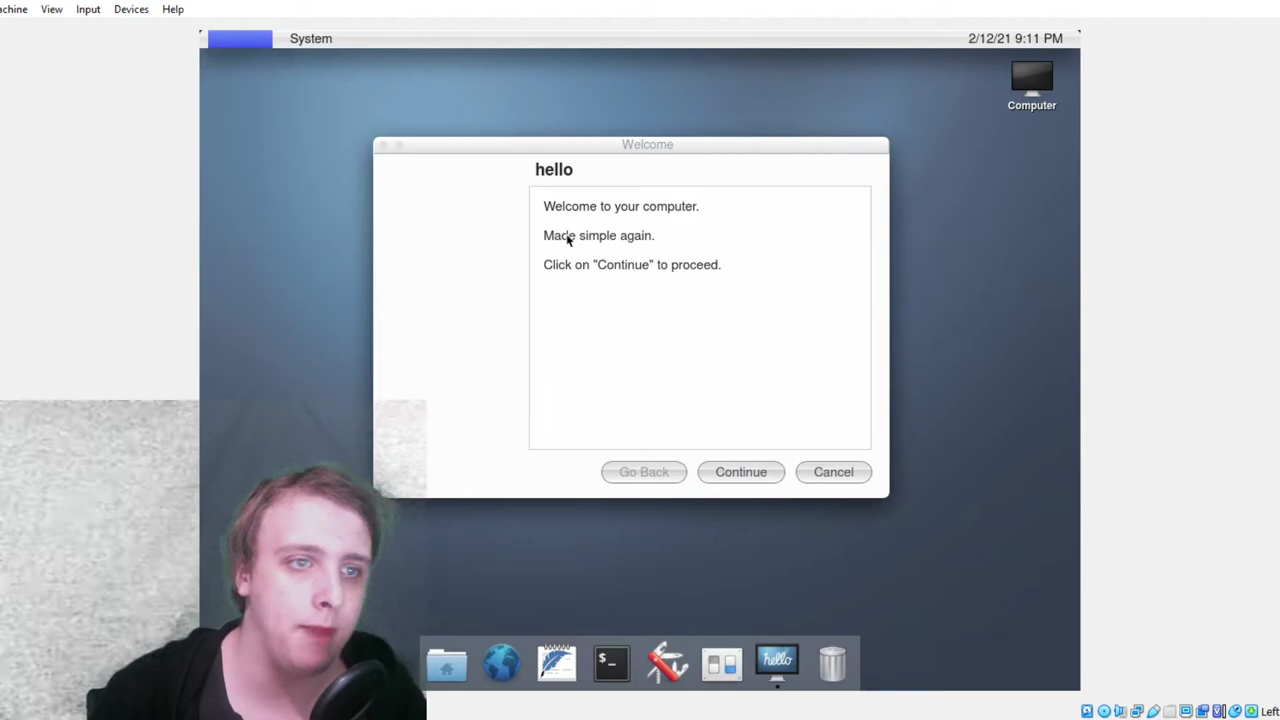 achine View Input Devices Help
System 2/12/21 9:11 PM
Computer
Welcome
hello
Welcome to your computer.
Made simple again.
Click on "Continue" to proceed.
Go Back Continue Cancel
$_ hello
Left